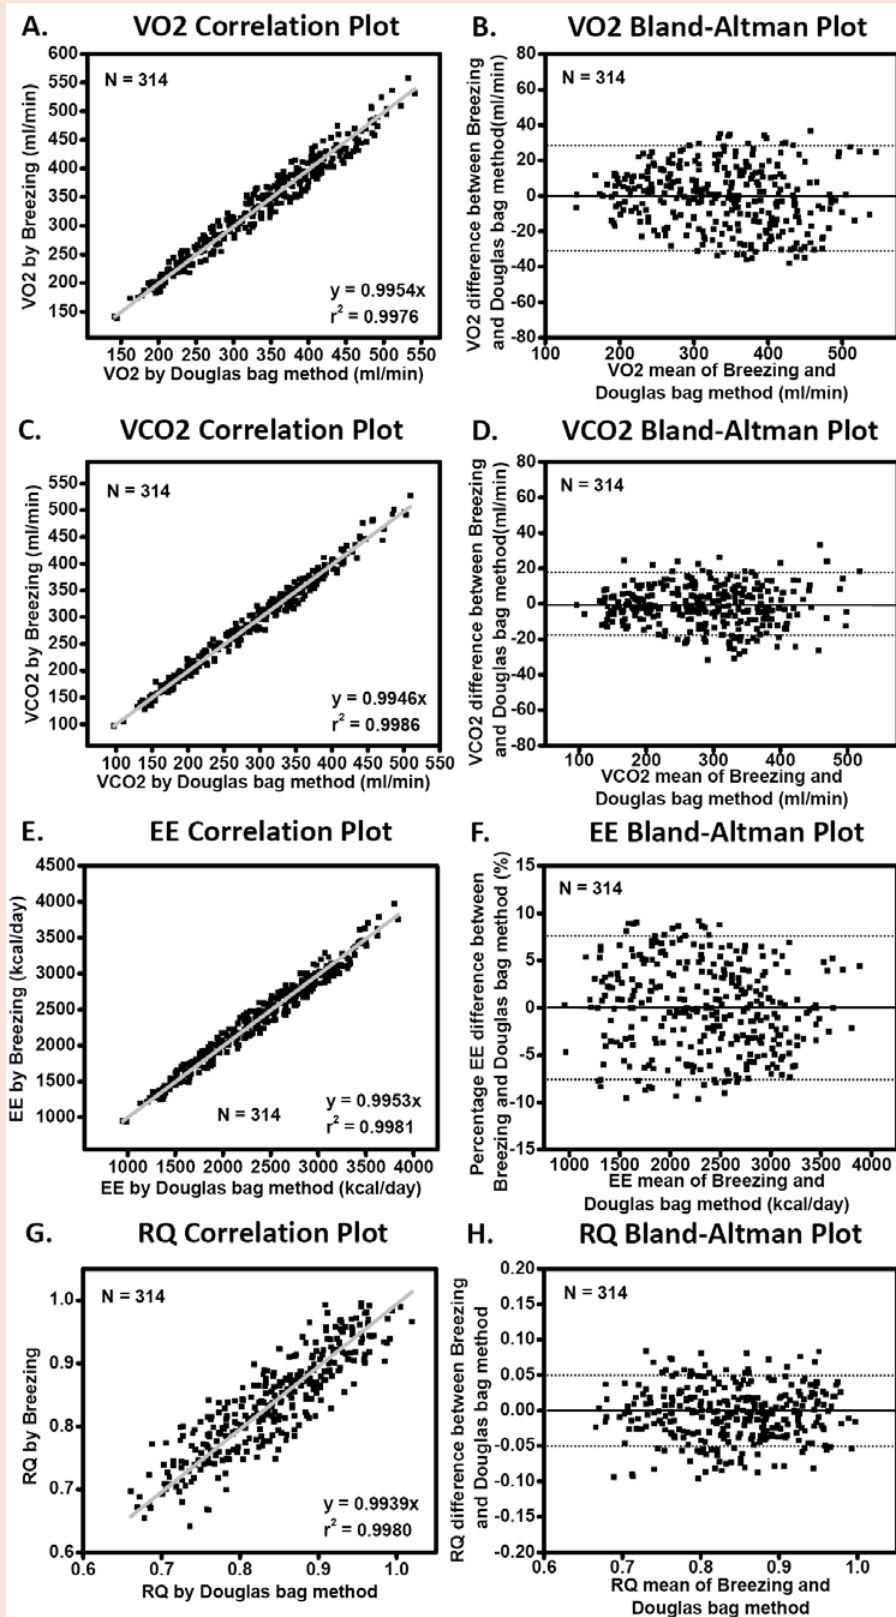 A. VO2 Correlation Plot
VO2 by Breezing (ml/min)
600
550
500
450
400
350
300
250
200
150
N = 314
y = 0.9954x
r² = 0.9976
150 200 250 300 350 400 450 500 550
VO2 by Douglas bag method (ml/min)
B. VO2 Bland-Altman Plot
VO2 difference between Breezing
and Douglas bag method(ml/min)
80
60
40
20
0
-20
-40
-60
-80
N = 314
100 200 300 400 500
VO2 mean of Breezing and
Douglas bag method (ml/min)
C. VCO2 Correlation Plot
VCO2 by Breezing (ml/min)
550
500
450
400
350
300
250
200
150
100
N = 314
y = 0.9946x
r² = 0.9986
100 150 200 250 300 350 400 450 500 550
VCO2 by Douglas bag method (ml/min)
D. VCO2 Bland-Altman Plot
VCO2 difference between Breezing
and Douglas bag method(ml/min)
80
60
40
20
0
-20
-40
-60
-80
N = 314
100 200 300 400 500
VCO2 mean of Breezing and
Douglas bag method (ml/min)
E. EE Correlation Plot
EE by Breezing (kcal/day)
4500
4000
3500
3000
2500
2000
1500
1000
N = 314
y = 0.9953x
r² = 0.9981
1000 1500 2000 2500 3000 3500 4000
EE by Douglas bag method (kcal/day)
F. EE Bland-Altman Plot
Percentage EE difference between
Breezing and Douglas bag method (%)
15
10
5
0
-5
-10
-15
N = 314
1000 1500 2000 2500 3000 3500 4000
EE mean of Breezing and
Douglas bag method (kcal/day)
G. RQ Correlation Plot
RQ by Breezing
1.0
0.9
0.8
0.7
0.6
N = 314
y = 0.9939x
r² = 0.9980
0.6 0.7 0.8 0.9 1.0
RQ by Douglas bag method
H. RQ Bland-Altman Plot
RQ difference between Breezing
and Douglas bag method
0.20
0.15
0.10
0.05
0.00
-0.05
-0.10
-0.15
-0.20
N = 314
0.6 0.7 0.8 0.9 1.0
RQ mean of Breezing and
Douglas bag method